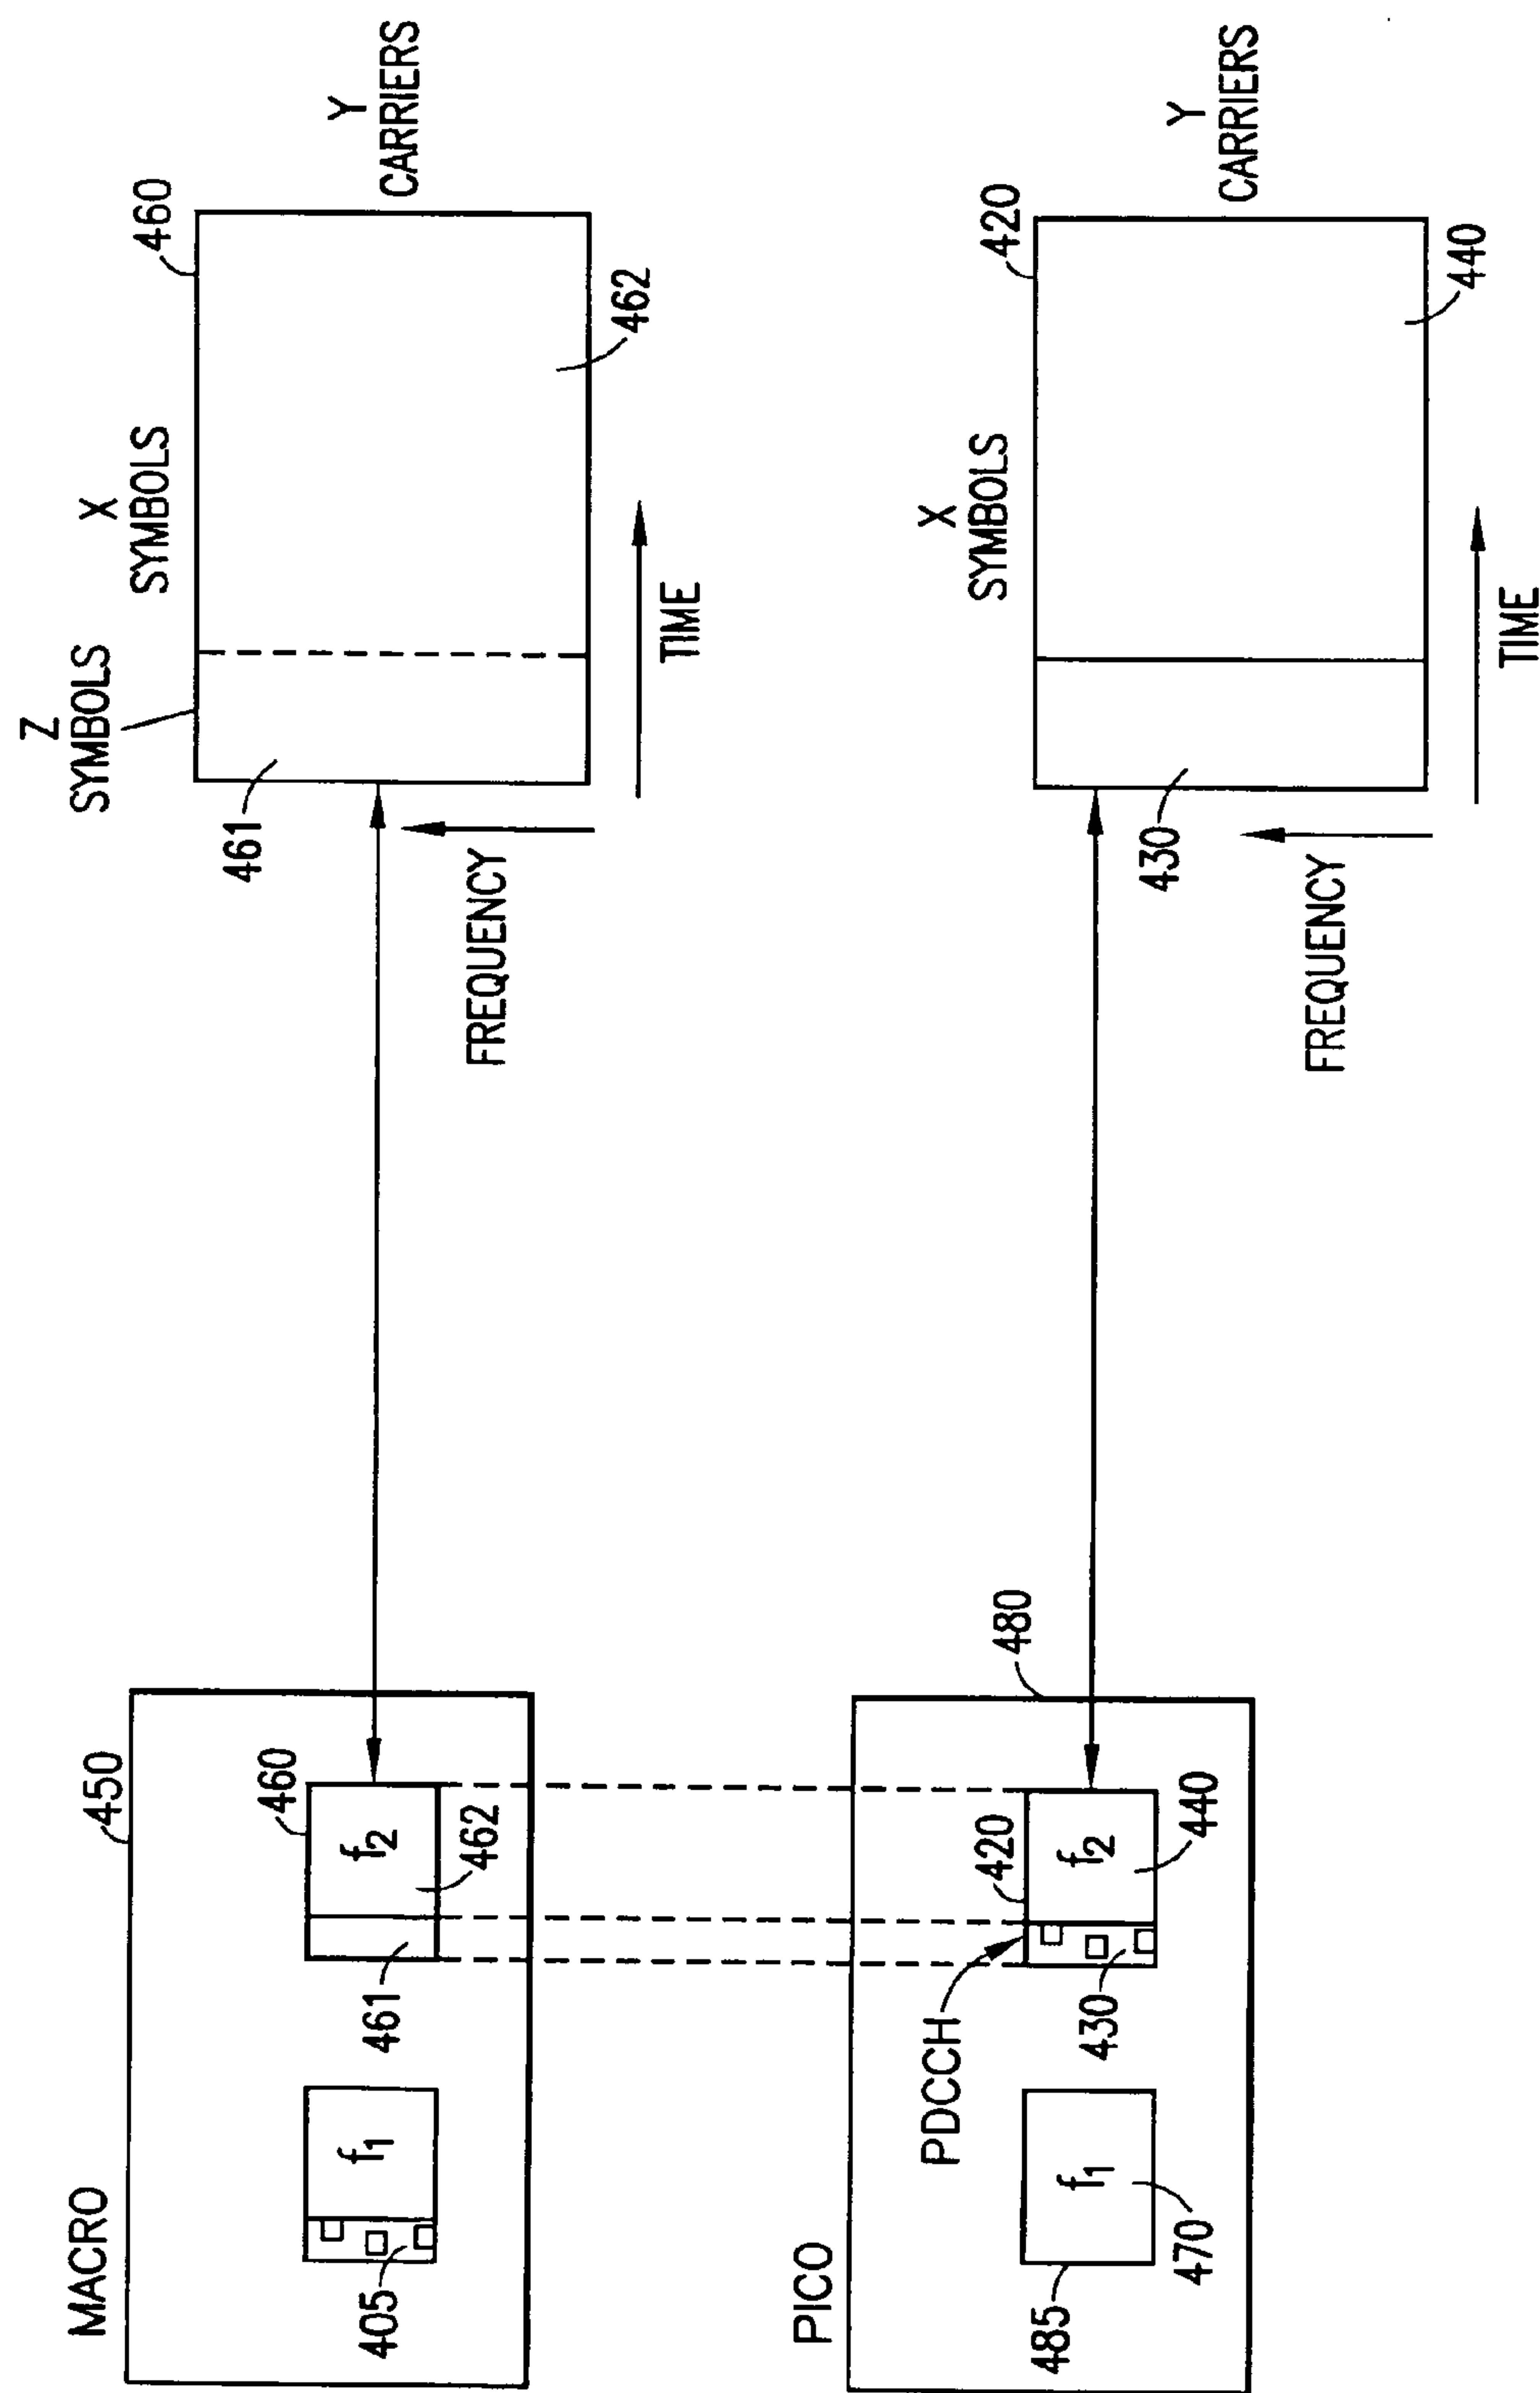 MACRO
450
405
f1
461
f2
460
462
Z
SYMBOLS
X
SYMBOLS
460
Y
CARRIERS
461
462
FREQUENCY
TIME
PICO
480
485
f1
470
PDCCH
420
f2
430
440
X
SYMBOLS
420
Y
CARRIERS
430
440
FREQUENCY
TIME